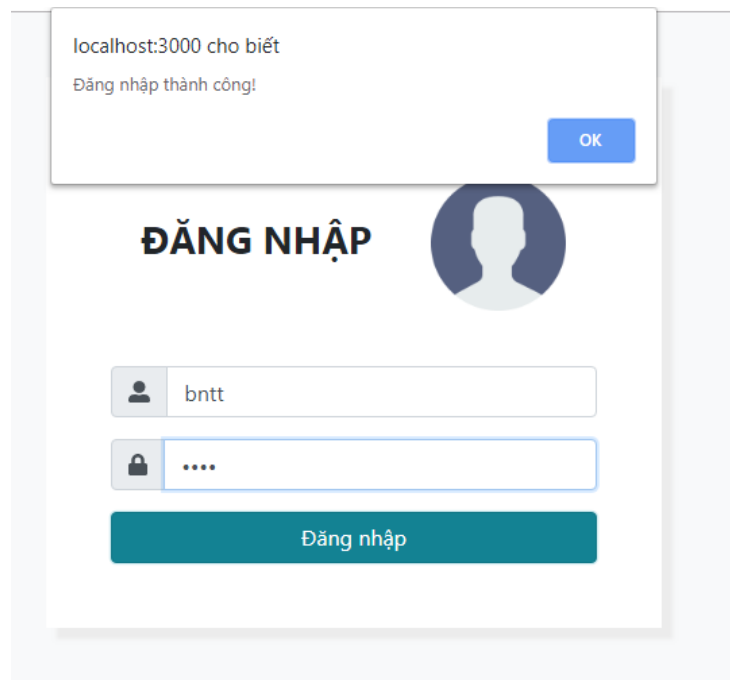 localhost:3000 cho biết
Đăng nhập thành công!
OK
ĐĂNG NHẬP
bntt
••••
Đăng nhập